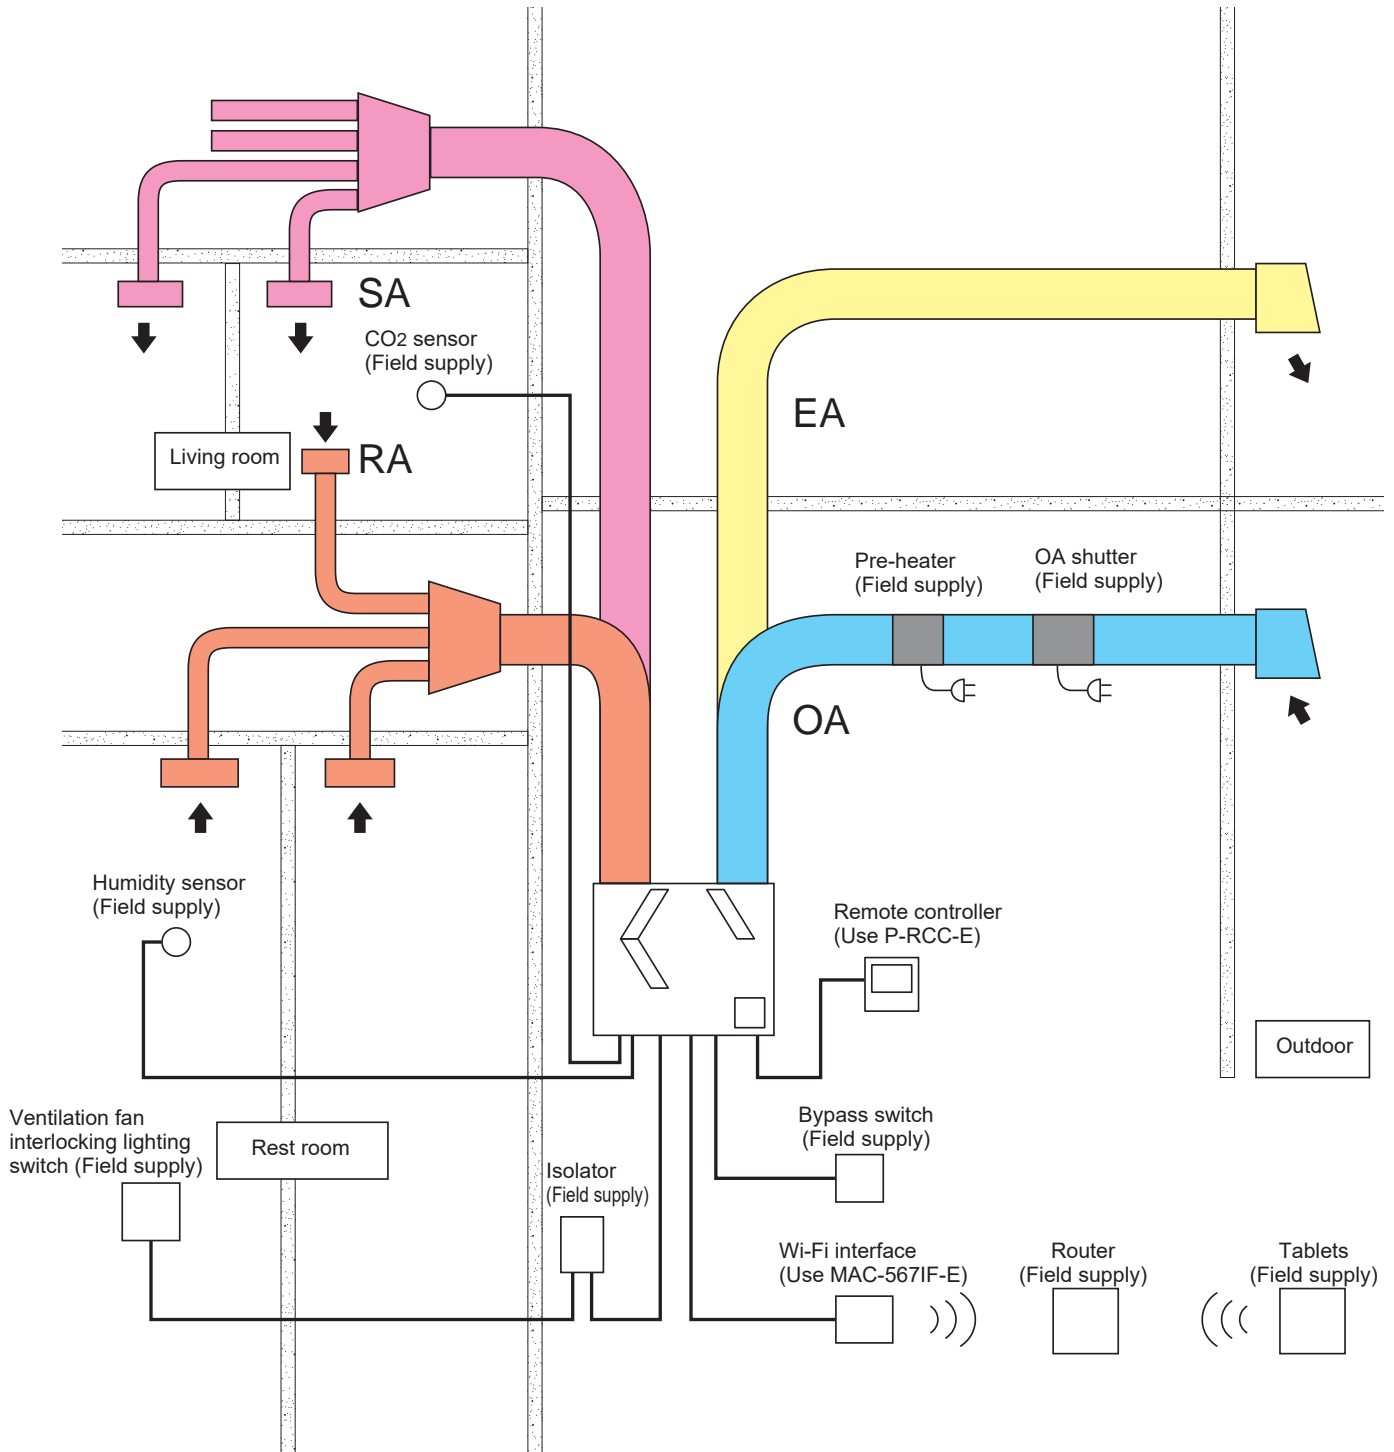 SA
CO2 sensor
(Field supply)
EA
Living room
RA
Pre-heater
(Field supply)
OA shutter
(Field supply)
OA
Humidity sensor
(Field supply)
Remote controller
(Use P-RCC-E)
Outdoor
Ventilation fan
interlocking lighting
switch (Field supply)
Rest room
Bypass switch
(Field supply)
Isolator
(Field supply)
Wi-Fi interface
(Use MAC-567IF-E)
Router
(Field supply)
Tablets
(Field supply)